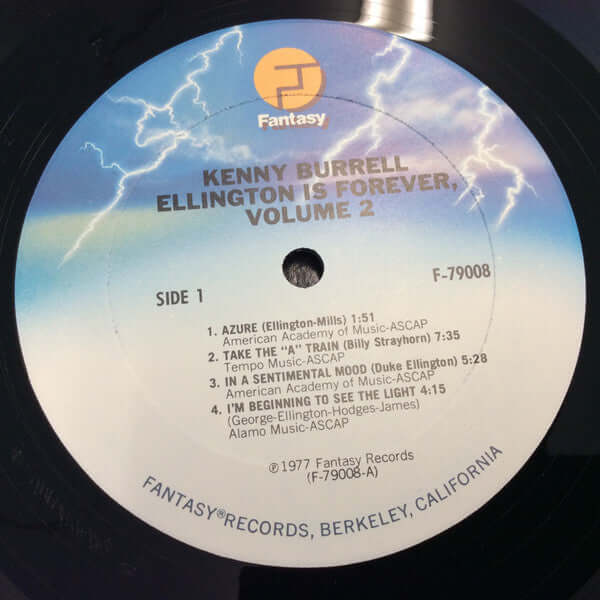 Fantasy
KENNY BURRELL
ELLINGTON IS FOREVER,
VOLUME 2
SIDE 1
F-79008
1. AZURE (Ellington-Mills) 1:51
American Academy of Music-ASCAP
2. TAKE THE "A" TRAIN (Billy Strayhorn) 7:35
Tempo Music-ASCAP
3. IN A SENTIMENTAL MOOD (Duke Ellington) 5:28
American Academy of Music-ASCAP
4. I'M BEGINNING TO SEE THE LIGHT 4:15
(George-Ellington-Hodges-James)
Alamo Music-ASCAP
℗ 1977 Fantasy Records
(F-79008-A)
FANTASY® RECORDS, BERKELEY, CALIFORNIA